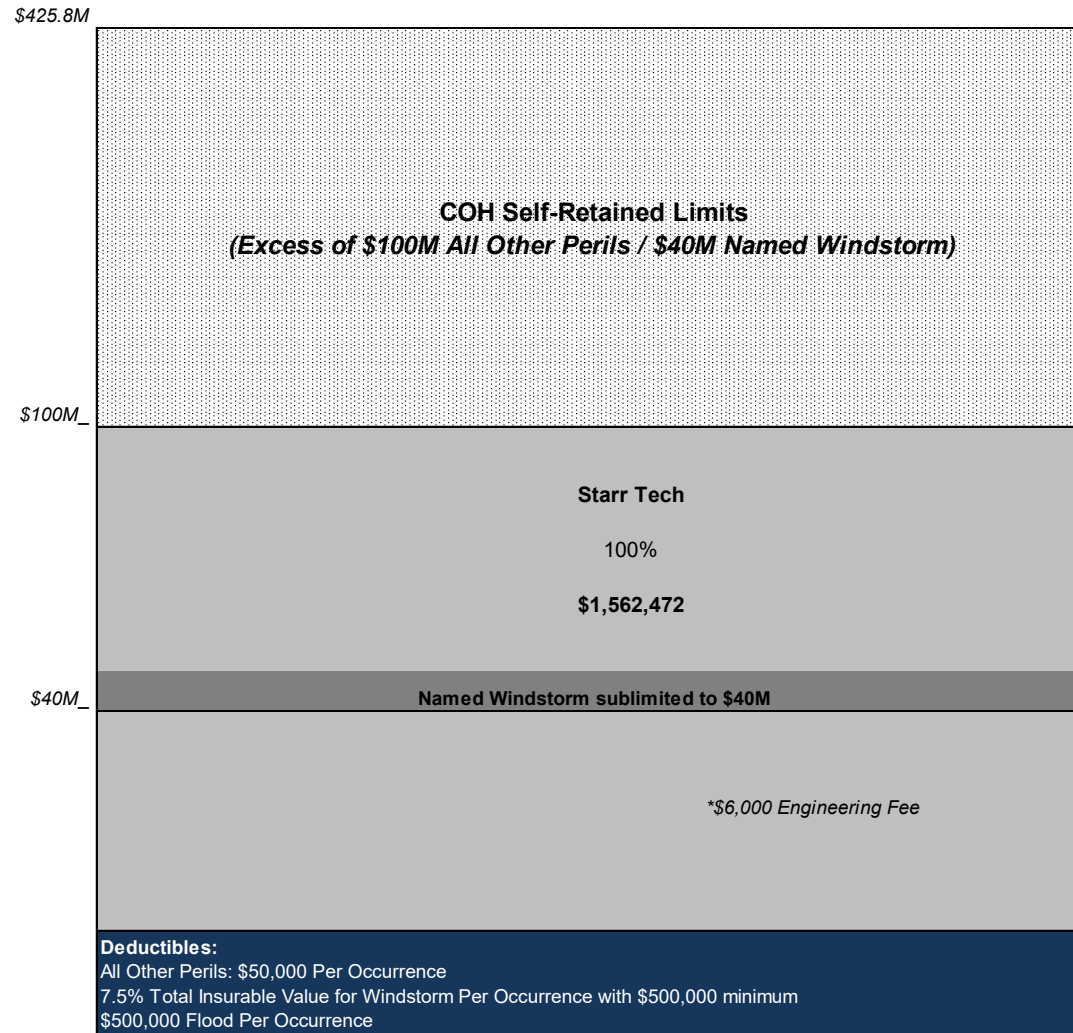 $425.8M
COH Self-Retained Limits
(Excess of $100M All Other Perils / $40M Named Windstorm)
$100M_
Starr Tech
100%
$1,562,472
$40M_
Named Windstorm sublimited to $40M
*$6,000 Engineering Fee
Deductibles:
All Other Perils: $50,000 Per Occurrence
7.5% Total Insurable Value for Windstorm Per Occurrence with $500,000 minimum
$500,000 Flood Per Occurrence